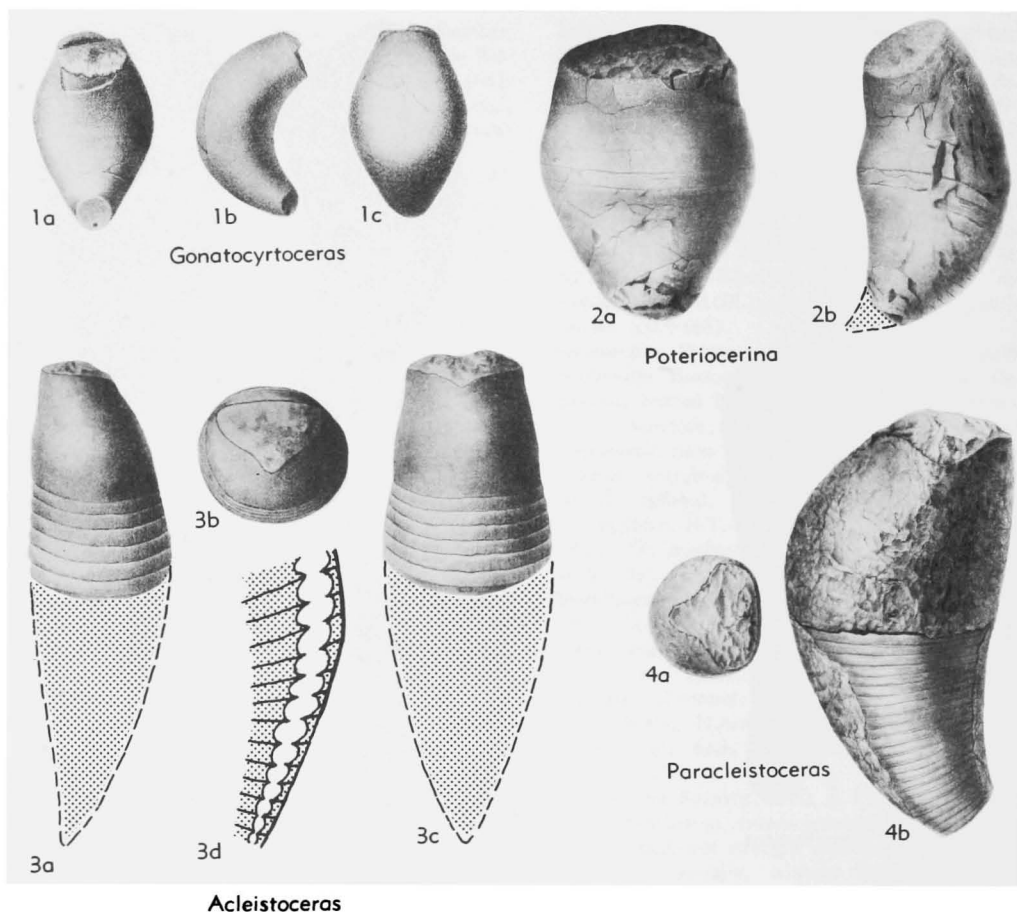 1a
1b
1c
Gonatocyrtoceras
2a
2b
Poteriocerina
3a
3b
3c
3d
Acleistoceras
4a
4b
Paracleistoceras